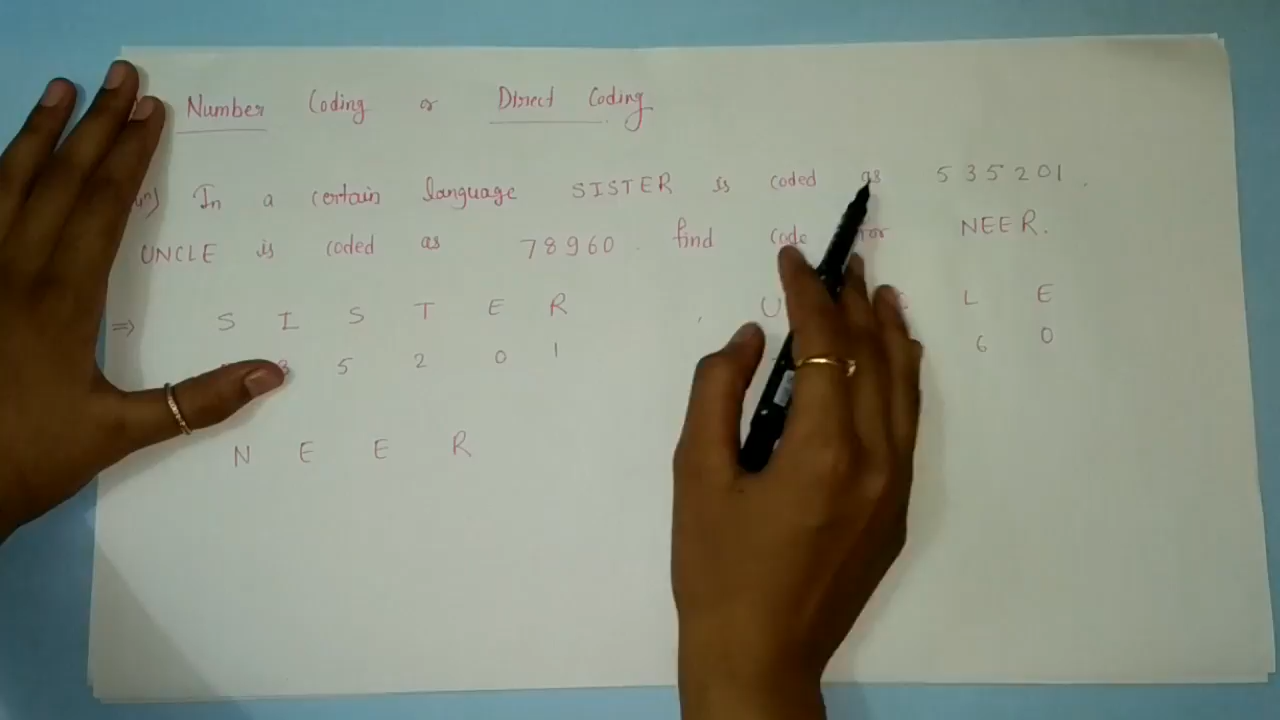 Number Coding or Direct Coding
In a certain language SISTER is coded as 535201.
UNCLE is coded as 78960. find code NEER.
⇒ S I S T E R , U L E
3 5 2 0 1 6 0
N E E R